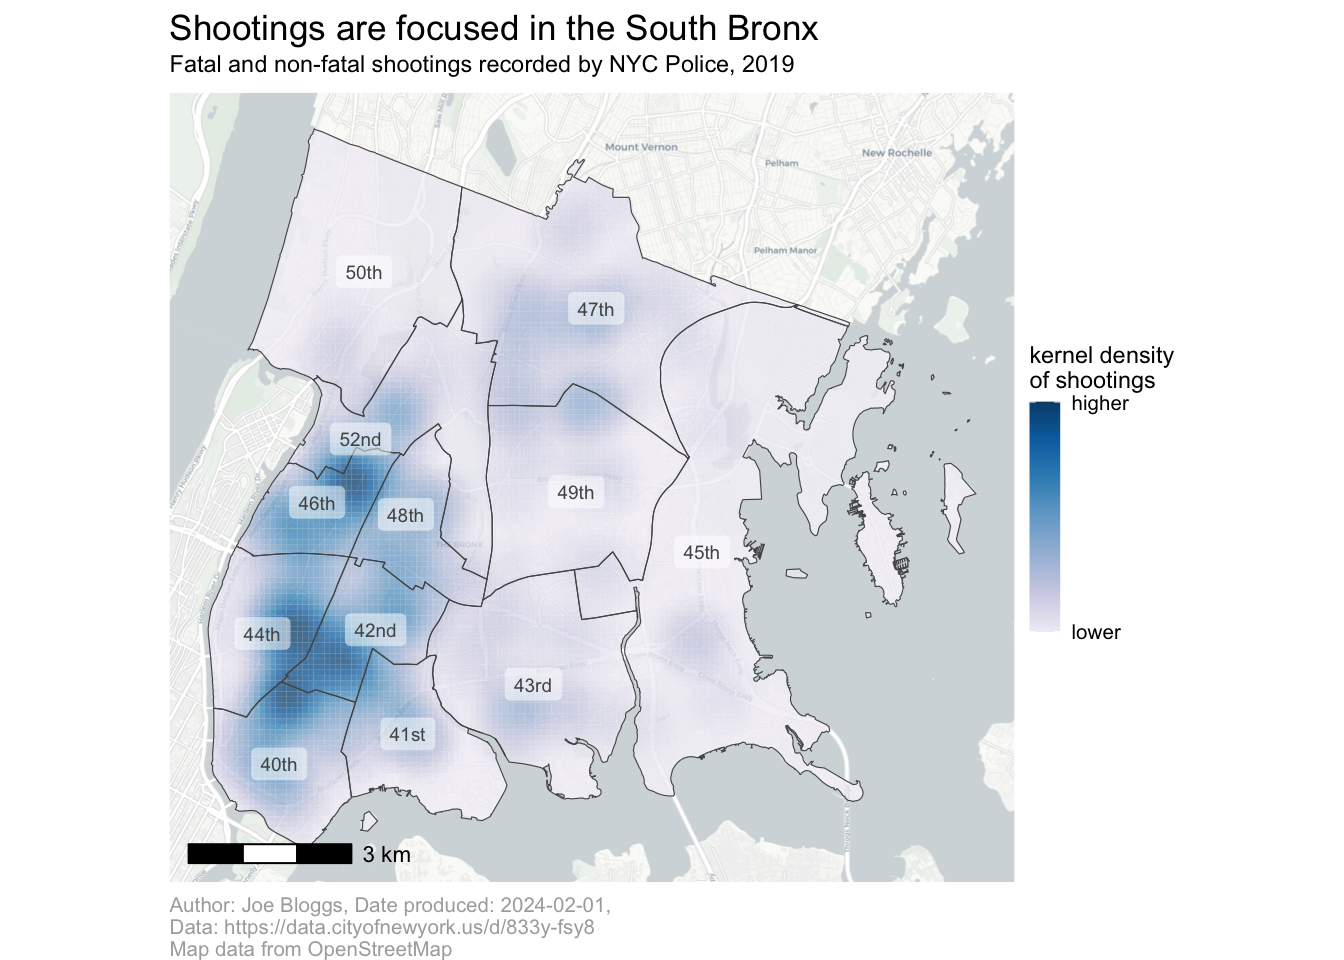 Shootings are focused in the South Bronx
Fatal and non-fatal shootings recorded by NYC Police, 2019
Mount Vernon
New Rochelle
Pelham
Pelham Manor
50th
47th
kernel density
of shootings
higher
lower
52nd
46th
48th
49th
THE BRONX
45th
44th
42nd
43rd
41st
40th
3 km
Author: Joe Bloggs, Date produced: 2024-02-01,
Data: https://data.cityofnewyork.us/d/833y-fsy8
Map data from OpenStreetMap